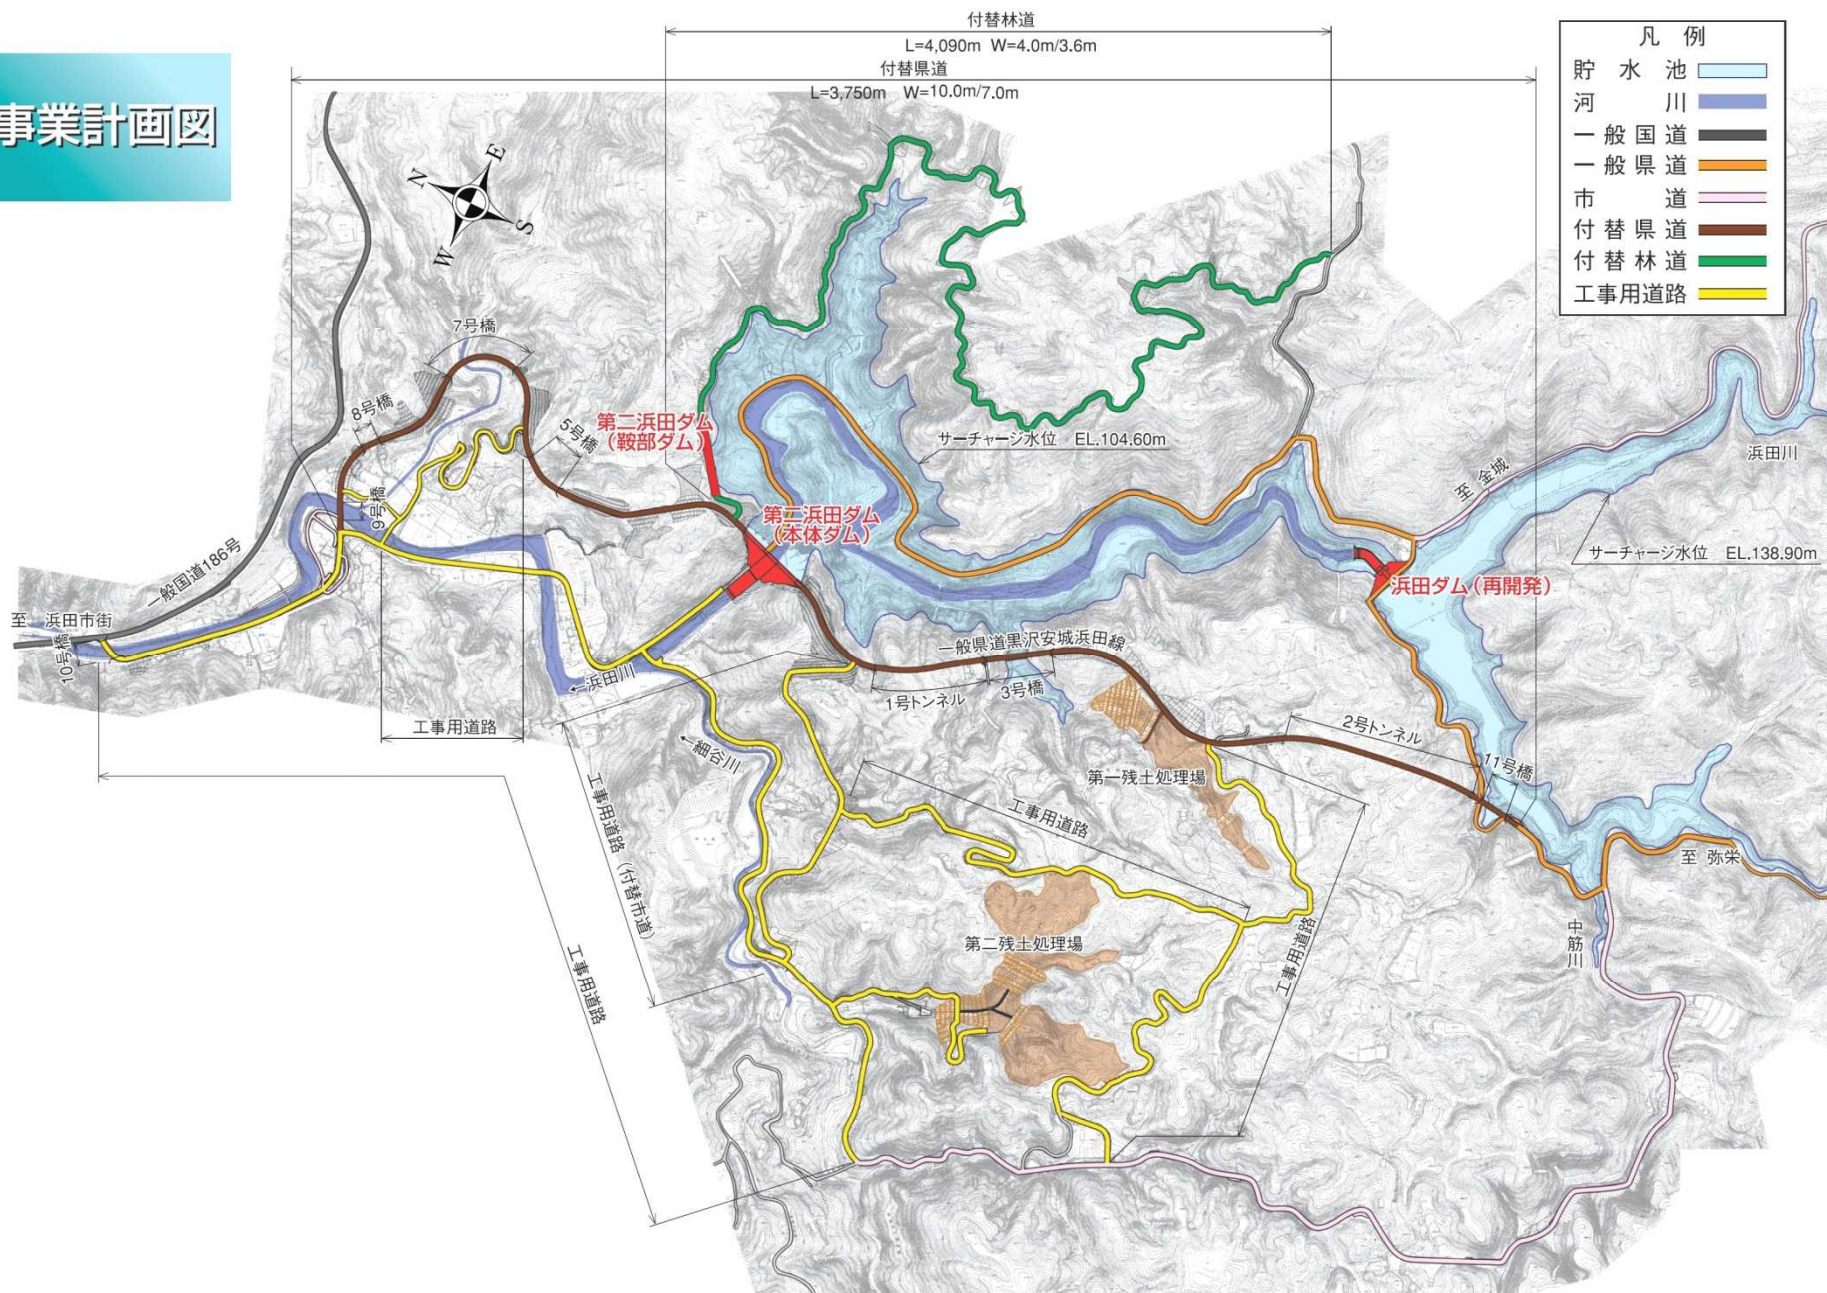 事業計画図
付替林道
L=4,090m W=4.0m/3.6m
付替県道
L=3,750m W=10.0m/7.0m
凡 例
貯 水 池
河 川
一 般 国 道
一 般 県 道
市 道
付 替 県 道
付 替 林 道
工事用道路
N
E
S
W
7号橋
8号橋
5号橋
第二浜田ダム
（鞍部ダム）
サーチャージ水位 EL.104.60m
至 金城
浜田川
9号橋
第二浜田ダム
（本体ダム）
サーチャージ水位 EL.138.90m
一般国道186号
浜田ダム（再開発）
至 浜田市街
10号橋
一般県道黒沢安城浜田線
←浜田川
1号トンネル
3号橋
工事用道路
2号トンネル
←細谷川
11号橋
第一残土処理場
工事用道路（付替市道）
工事用道路
至 弥栄
中筋川
第二残土処理場
工事用道路
工事用道路